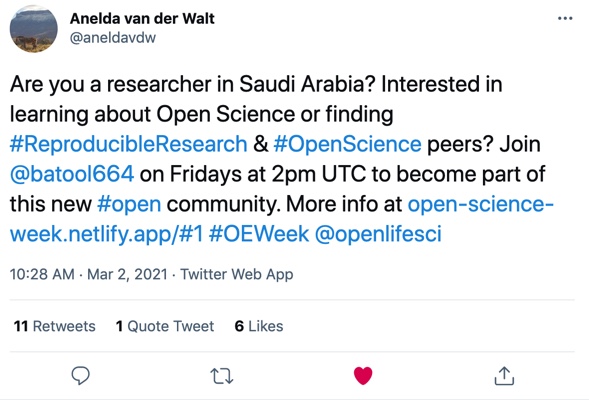 Anelda van der Walt
@aneldavdw
Are you a researcher in Saudi Arabia? Interested in
learning about Open Science or finding
#ReproducibleResearch & #OpenScience peers? Join
@batool664 on Fridays at 2pm UTC to become part of
this new #open community. More info at open-science-
week.netlify.app/#1 #OEWeek @openlifesci
10:28 AM · Mar 2, 2021 · Twitter Web App
11 Retweets 1 Quote Tweet 6 Likes